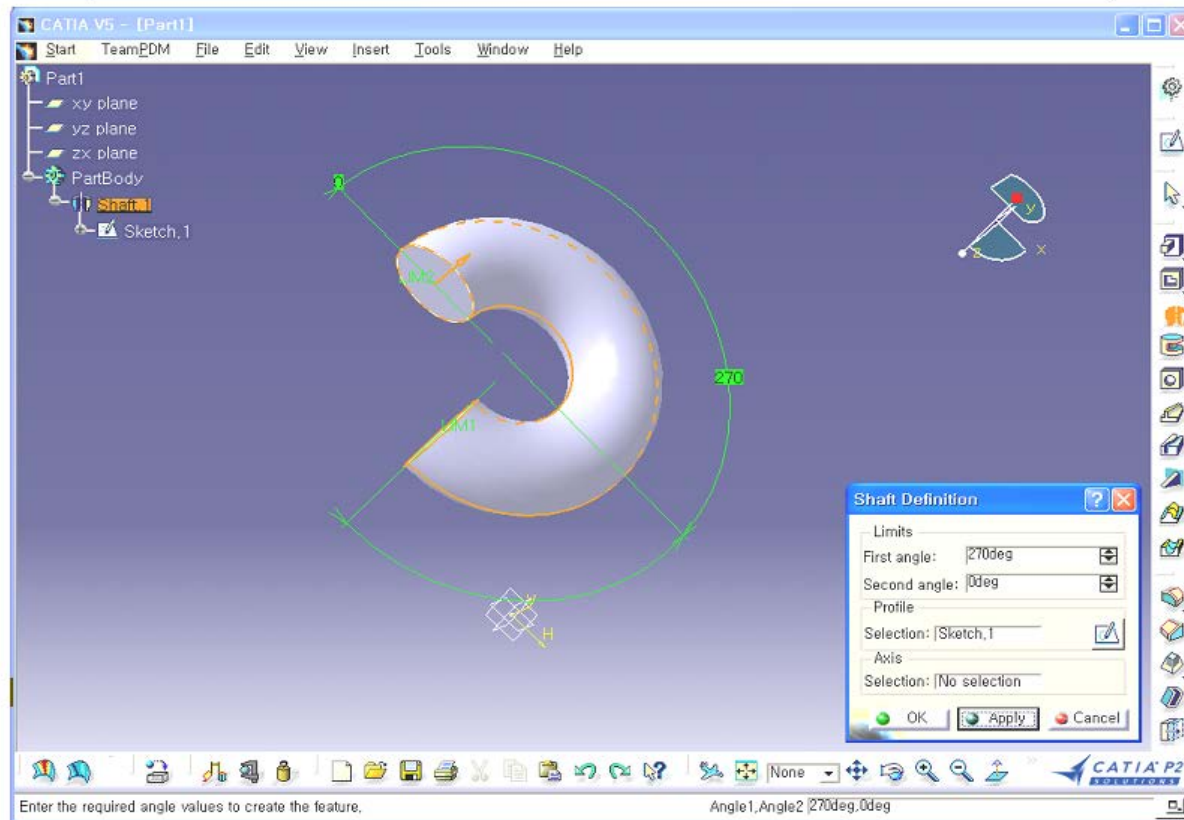 CATIA V5 - [Part1]
Start TeamPDM File Edit View Insert Tools Window Help
Part1
xy plane
yz plane
zx plane
PartBody
Shaft.1
Sketch,1
0
LIM2
270
LIM1
y
x
z
H
Shaft Definition
Limits
First angle: 270deg
Second angle: 0deg
Profile
Selection: Sketch,1
Axis
Selection: No selection
OK Apply Cancel
None
CATIA P2
SOLUTIONS
Enter the required angle values to create the feature,
Angle1,Angle2 270deg,0deg